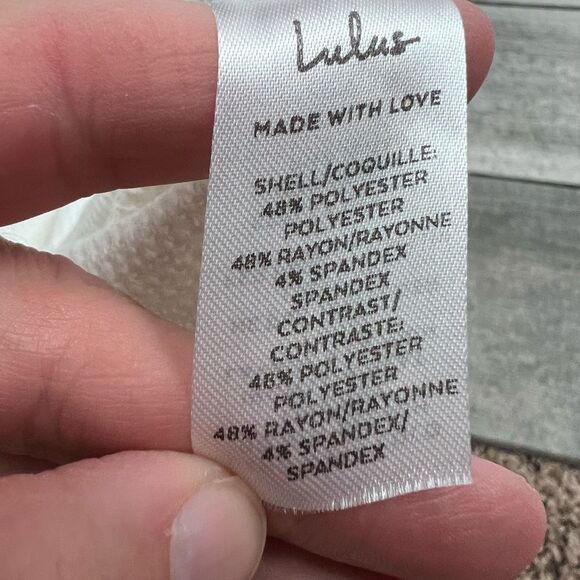 Lulus
MADE WITH LOVE
SHELL/COQUILLE:
48% POLYESTER
POLYESTER
48% RAYON/RAYONNE
4% SPANDEX
SPANDEX
CONTRAST/
CONTRASTE:
48% POLYESTER
POLYESTER
48% RAYON/RAYONNE
4% SPANDEX/
SPANDEX